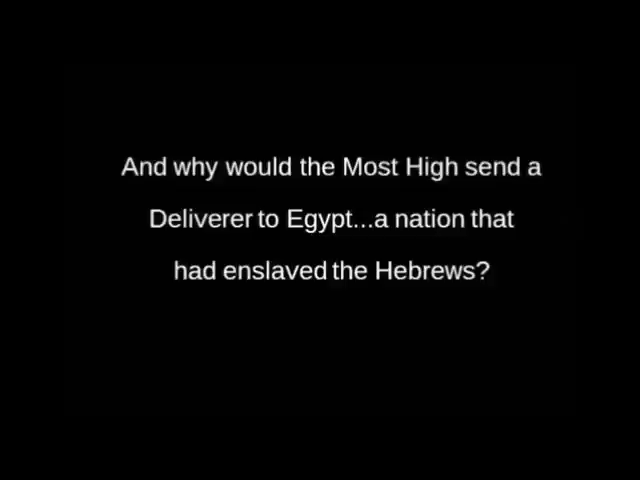 And why would the Most High send a
Deliverer to Egypt...a nation that
had enslaved the Hebrews?